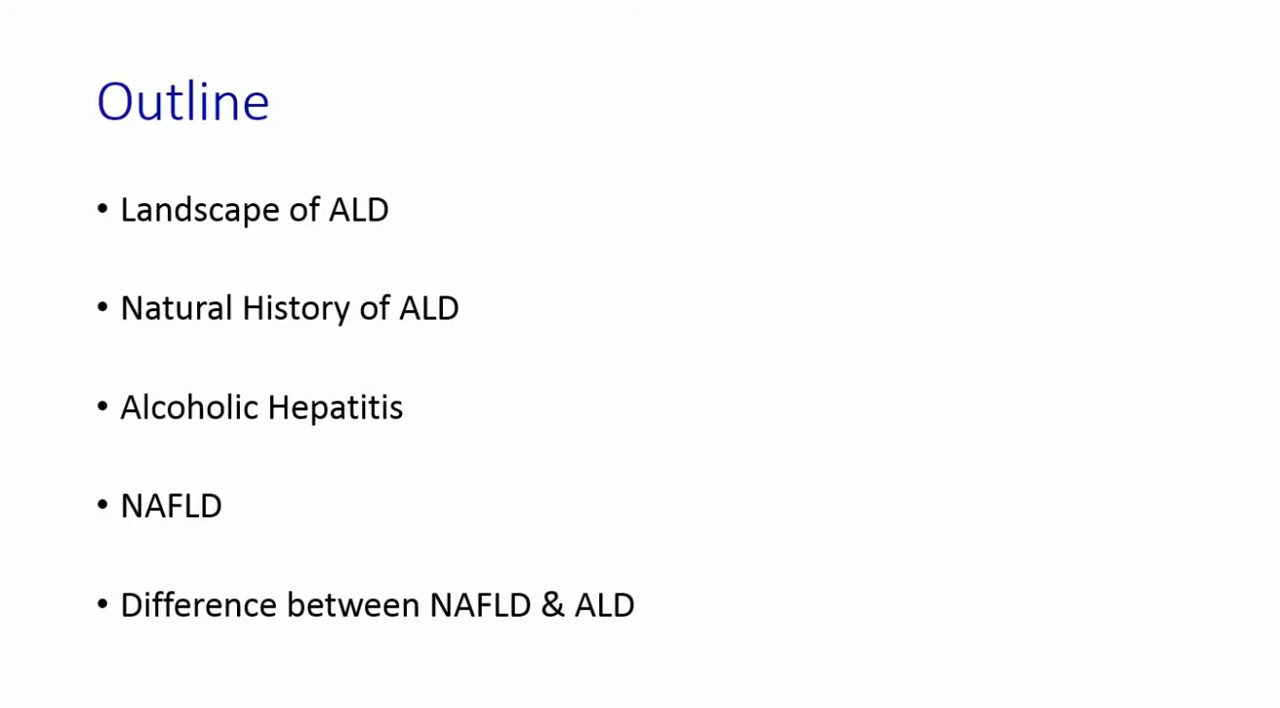 Outline
• Landscape of ALD
• Natural History of ALD
• Alcoholic Hepatitis
• NAFLD
• Difference between NAFLD & ALD